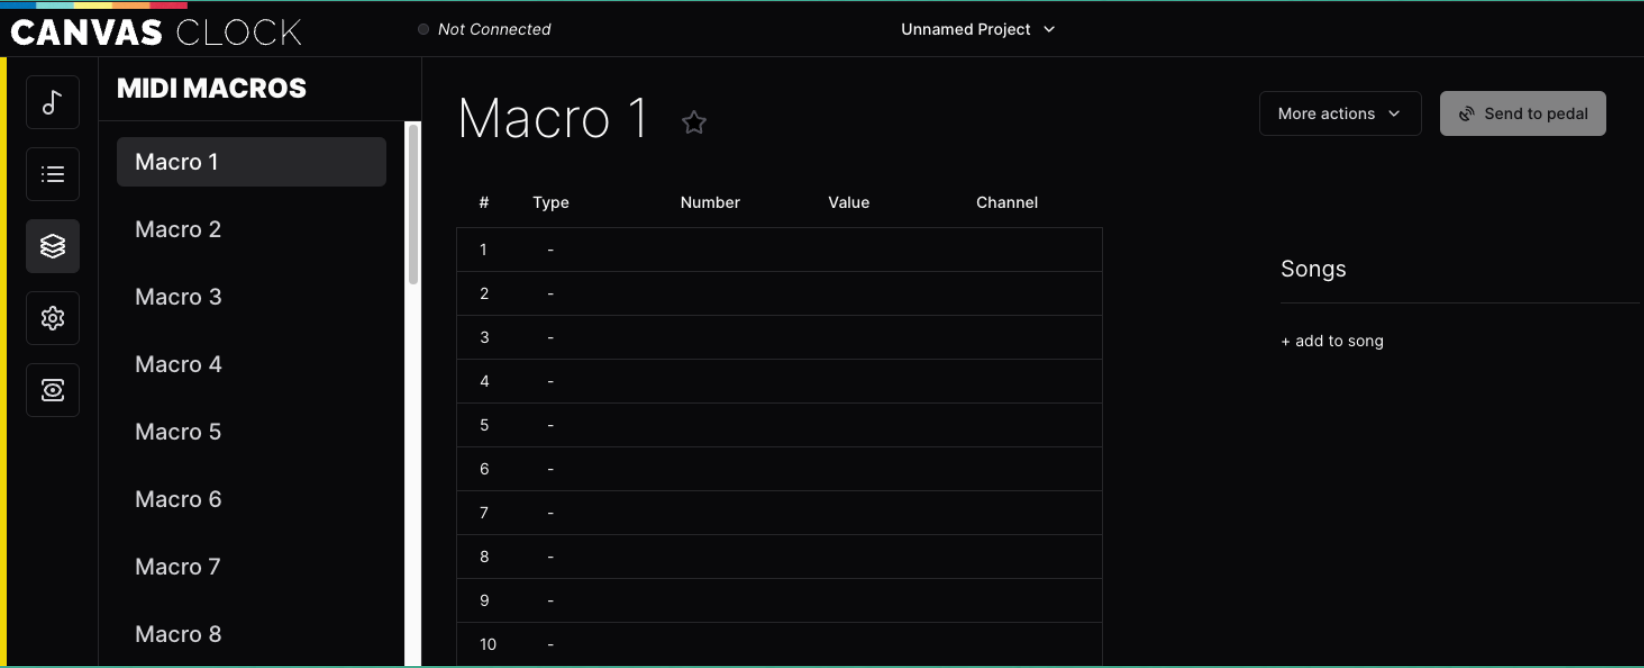 CANVAS CLOCK
Not Connected
Unnamed Project
MIDI MACROS
Macro 1
Macro 2
Macro 3
Macro 4
Macro 5
Macro 6
Macro 7
Macro 8
Macro 1
More actions
Send to pedal
# Type Number Value Channel
1 -
2 -
3 -
4 -
5 -
6 -
7 -
8 -
9 -
10 -
Songs
+ add to song